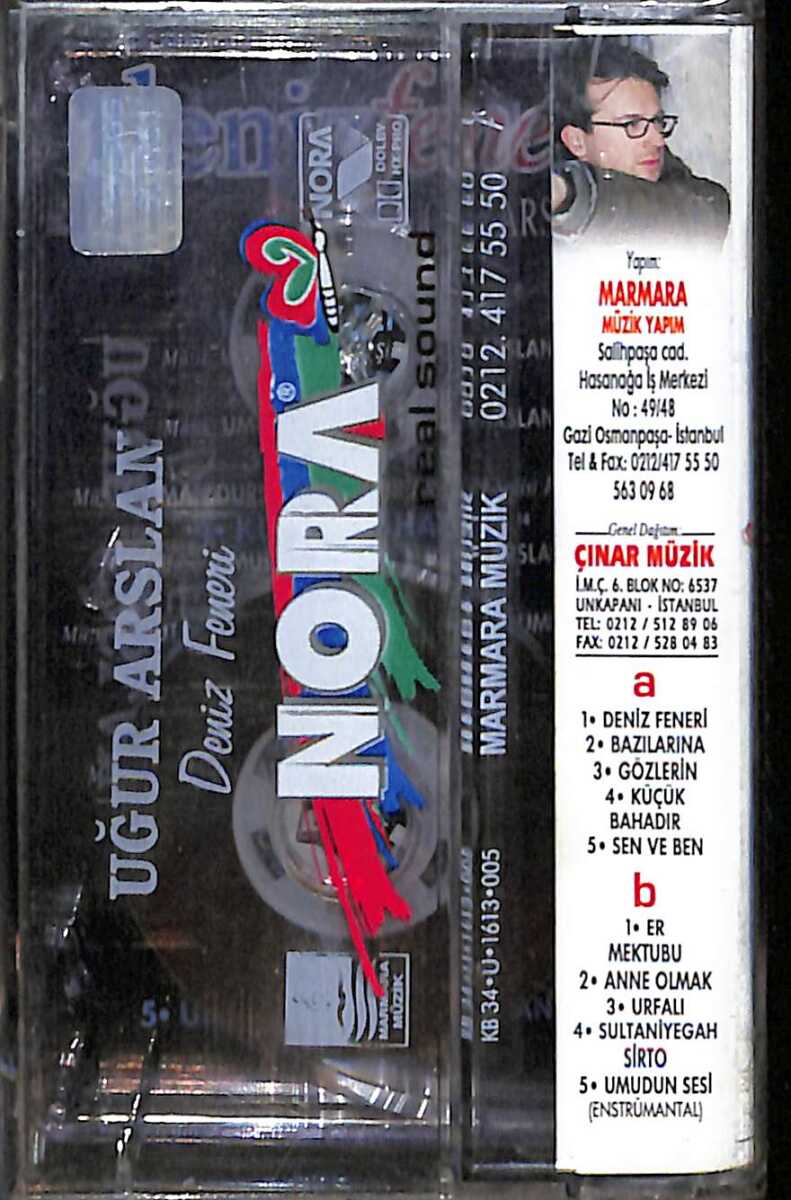 UĞUR ARSLAN
Deniz Feneri
NORA
DOLBY
HX-PRO
NORA
®
real sound
MARMARA
MÜZİK
0212. 417 55 50
MARMARA MÜZİK
KB 34•U•1613•005
Yapım:
MARMARA
MÜZİK YAPIM
Salihpaşa cad.
Hasanağa İş Merkezi
No : 49/48
Gazi Osmanpaşa- İstanbul
Tel & Fax: 0212/417 55 50
563 09 68
Genel Dağıtım:
ÇINAR MÜZİK
İ.M.Ç. 6. BLOK NO: 6537
UNKAPANI - İSTANBUL
TEL: 0212 / 512 89 06
FAX: 0212 / 528 04 83
a
1• DENİZ FENERİ
2• BAZILARINA
3• GÖZLERİN
4• KÜÇÜK
BAHADIR
5• SEN VE BEN
b
1• ER
MEKTUBU
2• ANNE OLMAK
3• URFALI
4• SULTANİYEGAH
SİRTO
5• UMUDUN SESİ
(ENSTRÜMANTAL)